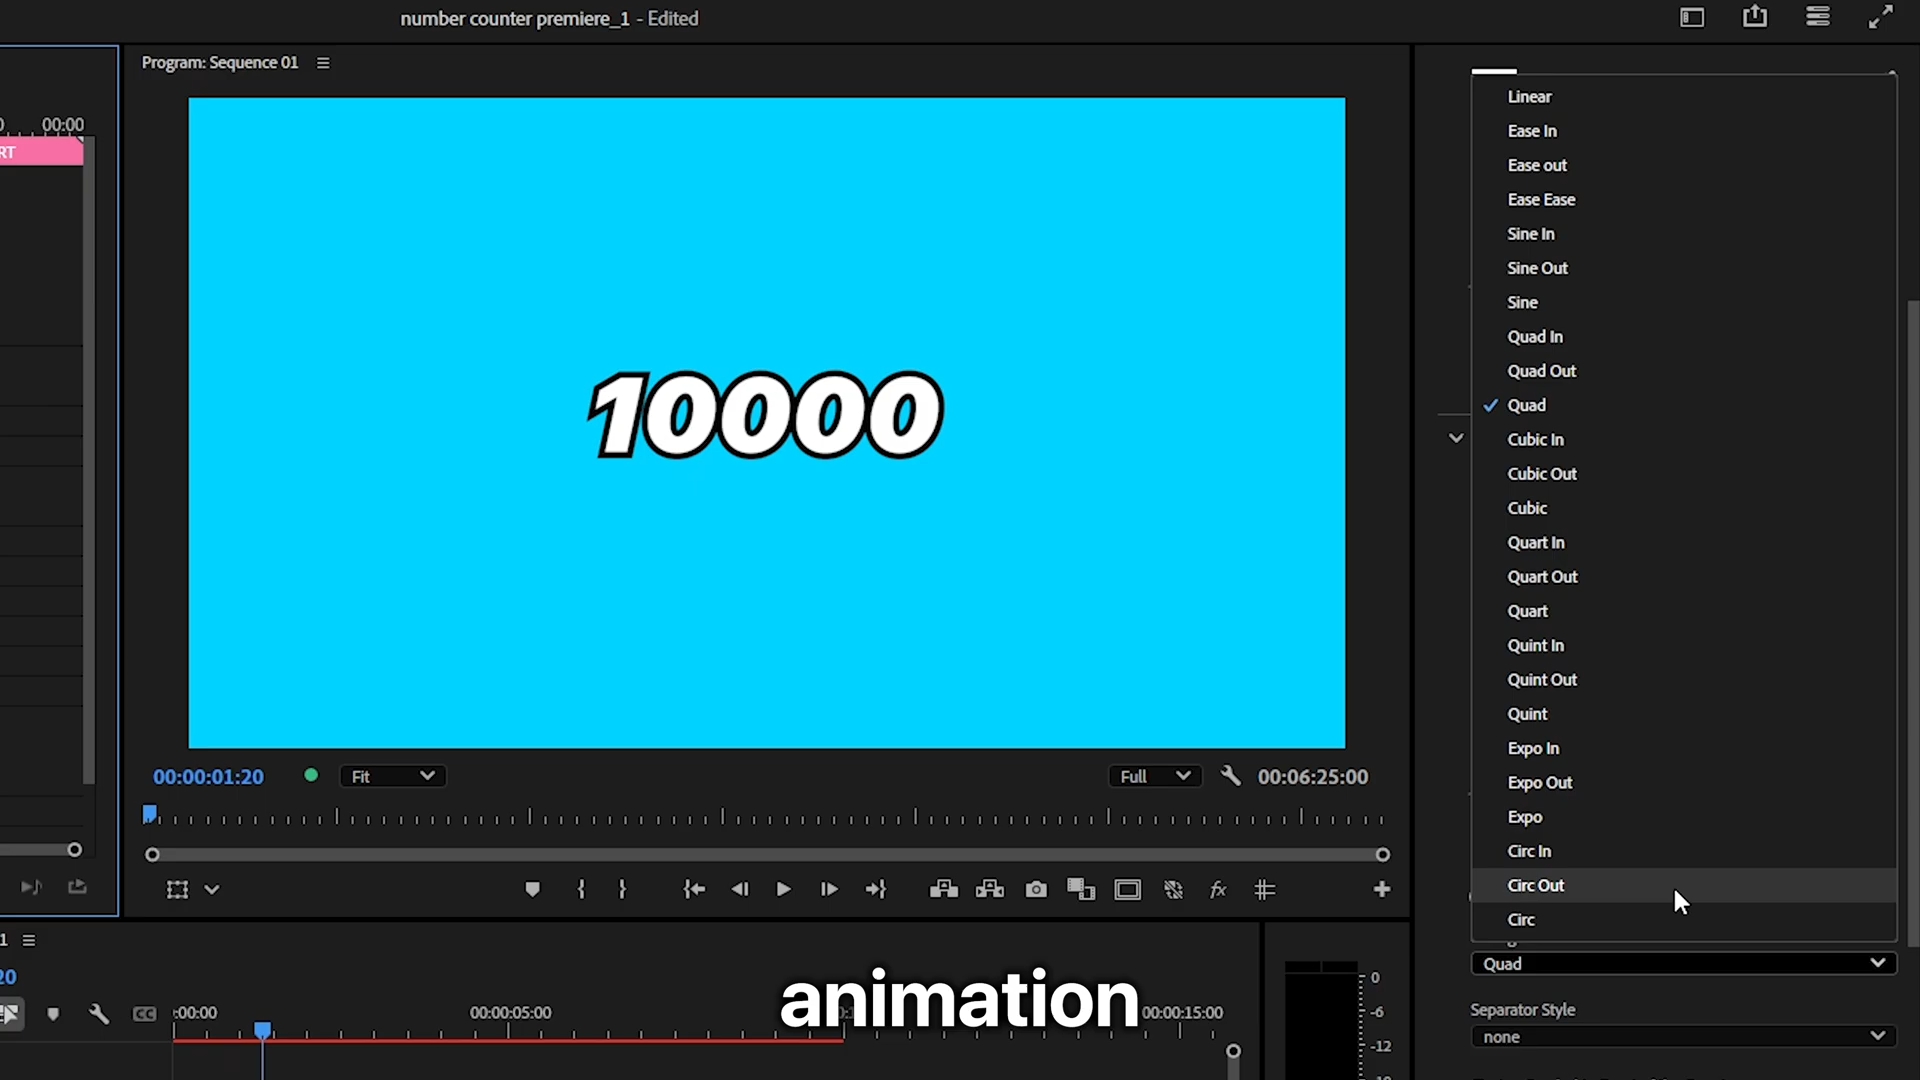 number counter premiere_1 - Edited
Program: Sequence 01
00:00
RT
10000
00:00:01:20
Fit
Full
00:06:25:00
Linear
Ease In
Ease out
Ease Ease
Sine In
Sine Out
Sine
Quad In
Quad Out
Quad
Cubic In
Cubic Out
Cubic
Quart In
Quart Out
Quart
Quint In
Quint Out
Quint
Expo In
Expo Out
Expo
Circ In
Circ Out
Circ
Quad
Separator Style
none
1
20
:00:00
00:00:05:00
00:00:15:00
0
-6
-12
animation